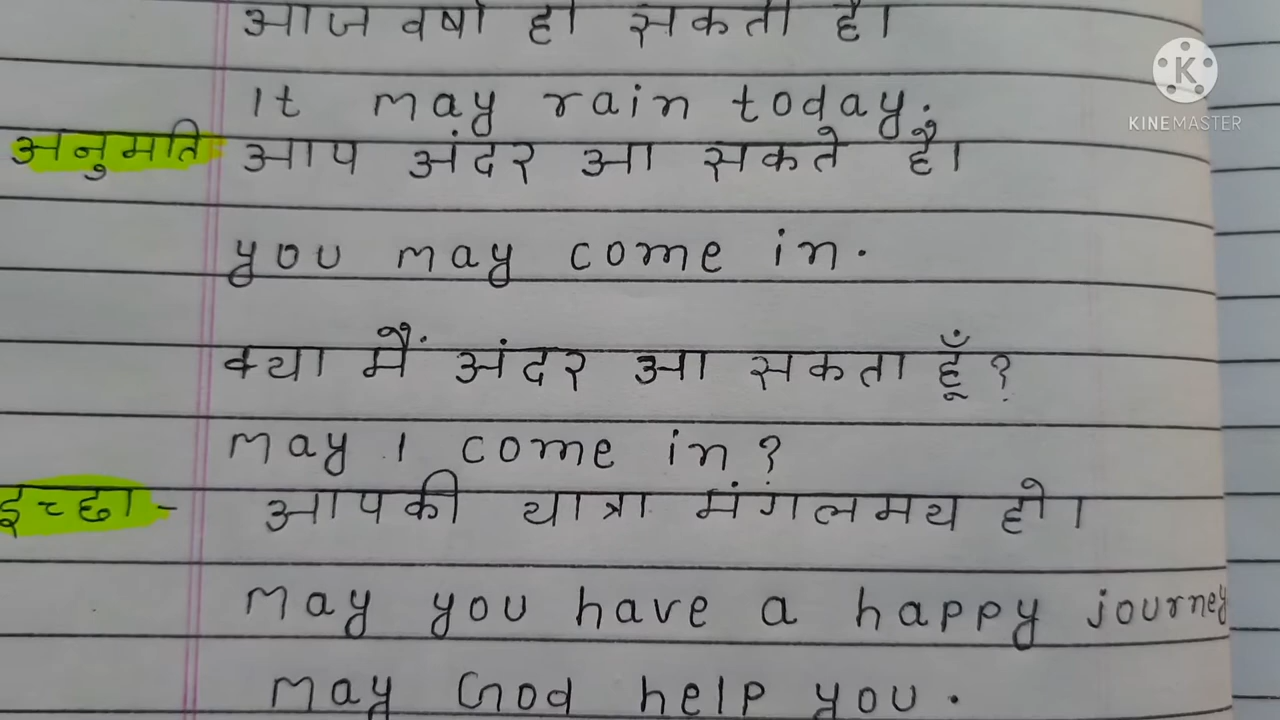 आज वर्षा हो सकती है।
It may rain today.
अनुमति आप अंदर आ सकते है।
you may come in.
क्या मैं अंदर आ सकता हूँ?
May I come in?
इच्छा- आपकी यात्रा मंगंलमय हो।
May you have a happy journey
May God help you.
KINEMASTER